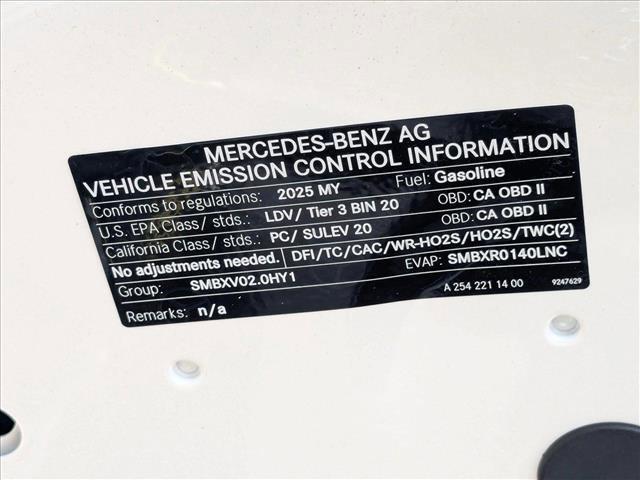 MERCEDES-BENZ AG
VEHICLE EMISSION CONTROL INFORMATION
Conforms to regulations: 2025 MY Fuel: Gasoline
U.S. EPA Class/ stds.: LDV/ Tier 3 BIN 20 OBD: CA OBD II
California Class/ stds.: PC/ SULEV 20 OBD: CA OBD II
No adjustments needed. DFI/TC/CAC/WR-HO2S/HO2S/TWC(2)
Group: SMBXV02.0HY1 EVAP: SMBXR0140LNC
Remarks: n/a A 254 221 14 00 9247629